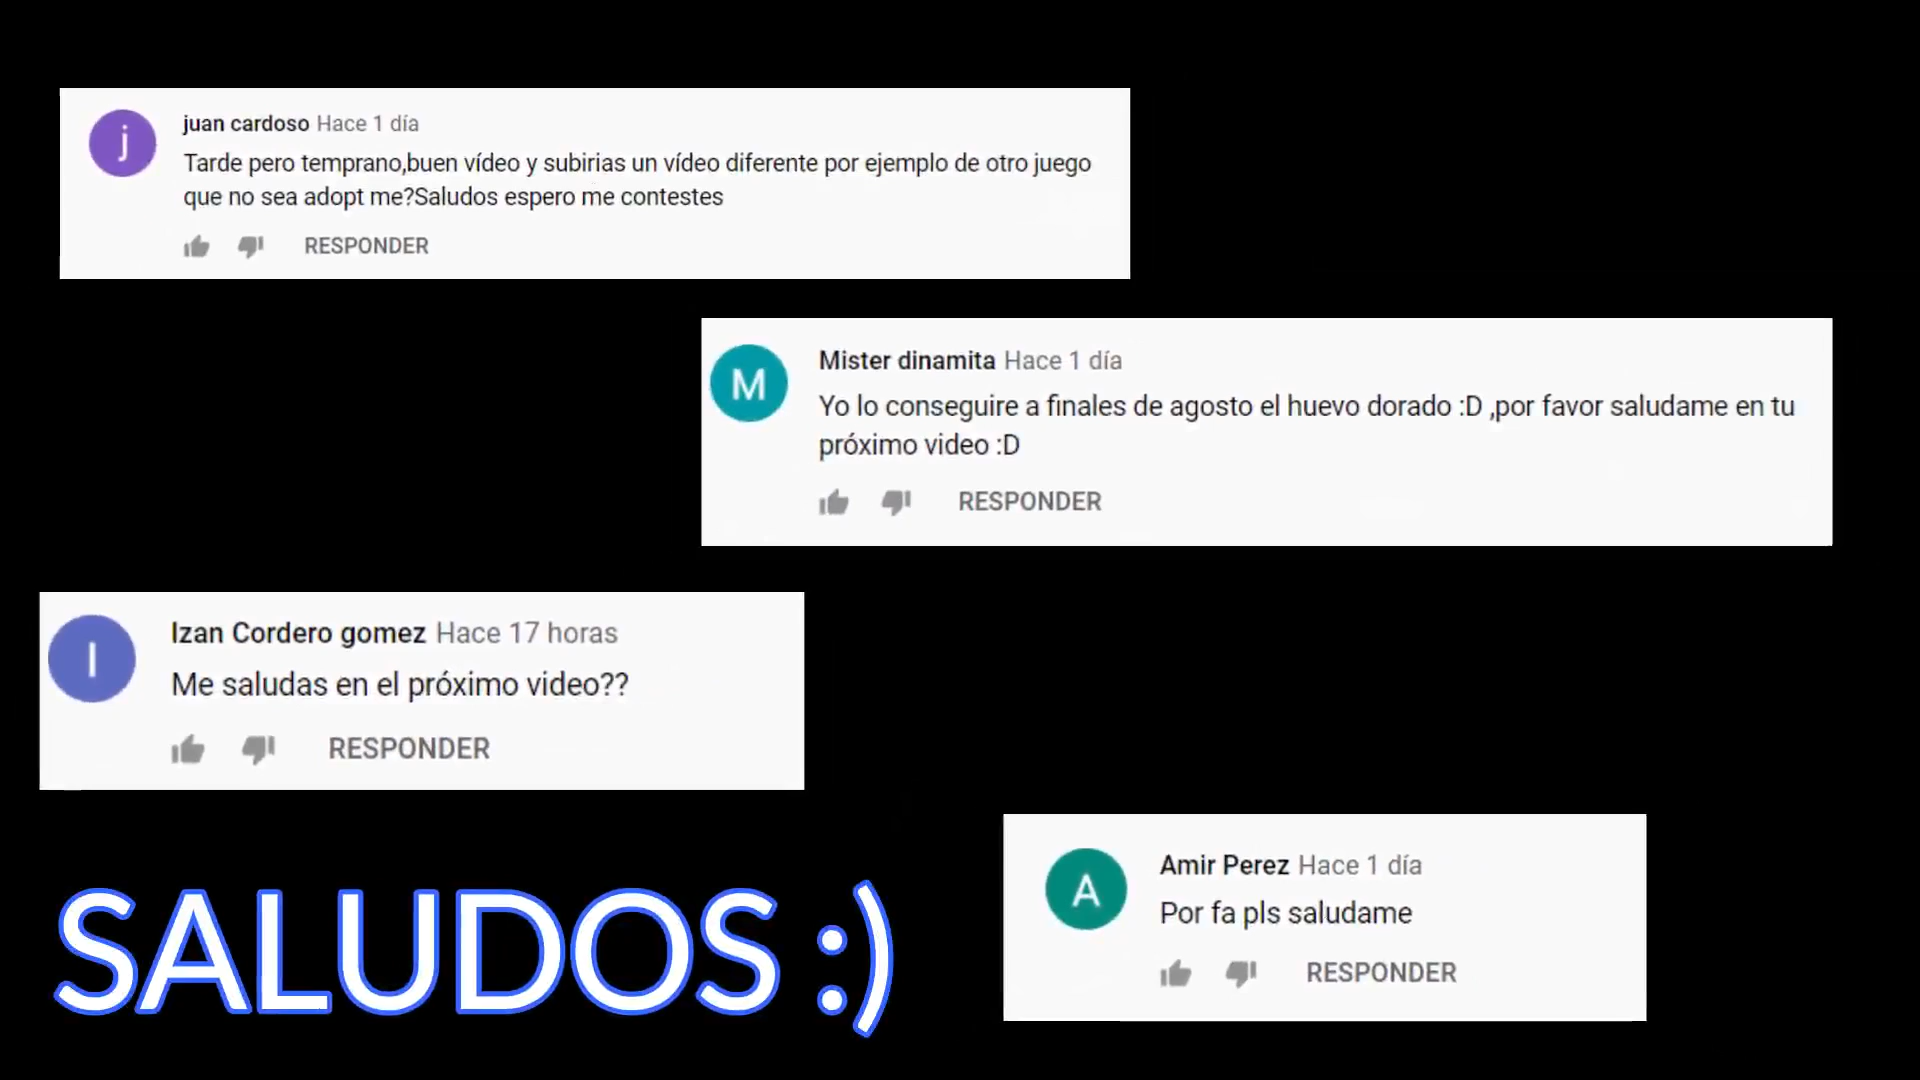 juan cardoso Hace 1 día
Tarde pero temprano,buen vídeo y subirias un vídeo diferente por ejemplo de otro juego
que no sea adopt me?Saludos espero me contestes
RESPONDER
Mister dinamita Hace 1 día
Yo lo conseguire a finales de agosto el huevo dorado :D ,por favor saludame en tu
próximo video :D
RESPONDER
Izan Cordero gomez Hace 17 horas
Me saludas en el próximo video??
RESPONDER
Amir Perez Hace 1 día
Por fa pls saludame
RESPONDER
SALUDOS :)